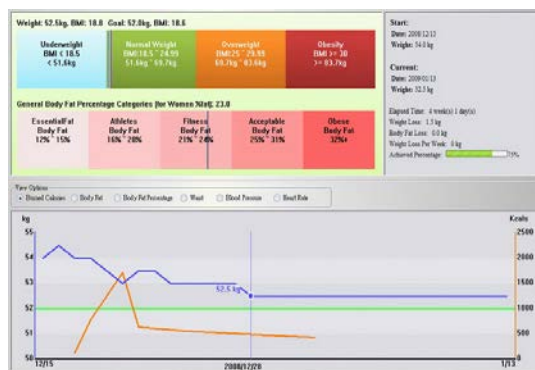 Weight: 52.5kg, BMI: 18.8 Goal: 52.0kg, BMI: 18.6
Underweight
BMI < 18.5
< 51.6kg
Normal Weight
BMI:18.5 ~ 24.99
51.6kg ~ 69.7kg
Overweight
BMI:25 ~ 29.99
69.7kg ~ 83.6kg
Obesity
BMI >= 30
>= 83.7kg
General Body Fat Percentage Categories (for Women %fat): 23.0
EssentialFat
Body Fat
12% ~ 15%
Athletes
Body Fat
16% ~ 20%
Fitness
Body Fat
21% ~ 24%
Acceptable
Body Fat
25% ~ 31%
Obese
Body Fat
32%+
Start:
Date: 2008/12/15
Weight: 54.0 kg
Current:
Date: 2009/01/13
Weight: 52.5 kg
Elapsed Time: 4 week(s) 1 day(s)
Weight Loss: 1.5 kg
Body Fat Loss: 0.0 kg
Weight Loss Per Week: 0 kg
Achieved Percentage: 75%
View Options
Burned Calories Body Fat Body Fat Percentage Waist Blood Pressure Heart Rate
kg
Kcals
55
54
53
52
51
50
2500
2000
1500
1000
500
0
52.5 kg
12/15
2008/12/28
1/13